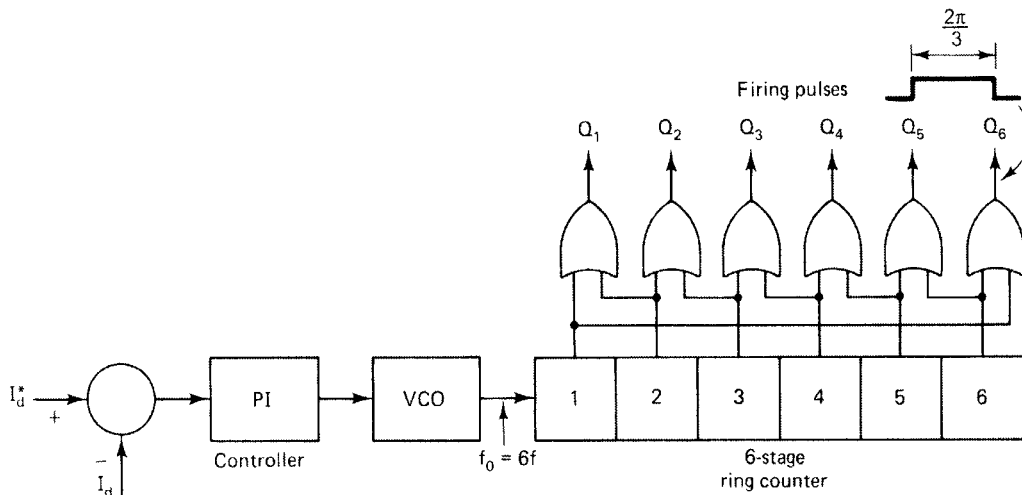 2π
3
Firing pulses
Q₁ Q₂ Q₃ Q₄ Q₅ Q₆
I*d
+
−
Id
PI
Controller
VCO
f₀ = 6f
1 2 3 4 5 6
6-stage
ring counter